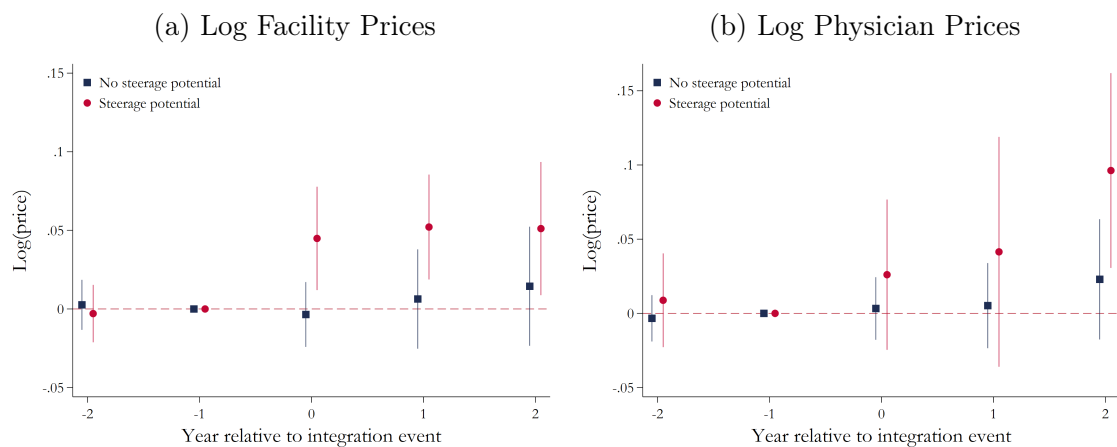 (a) Log Facility Prices
No steerage potential
Steerage potential
Log(price)
.15
.1
.05
0
-.05
-2 -1 0 1 2
Year relative to integration event
(b) Log Physician Prices
No steerage potential
Steerage potential
Log(price)
.15
.1
.05
0
-.05
-2 -1 0 1 2
Year relative to integration event